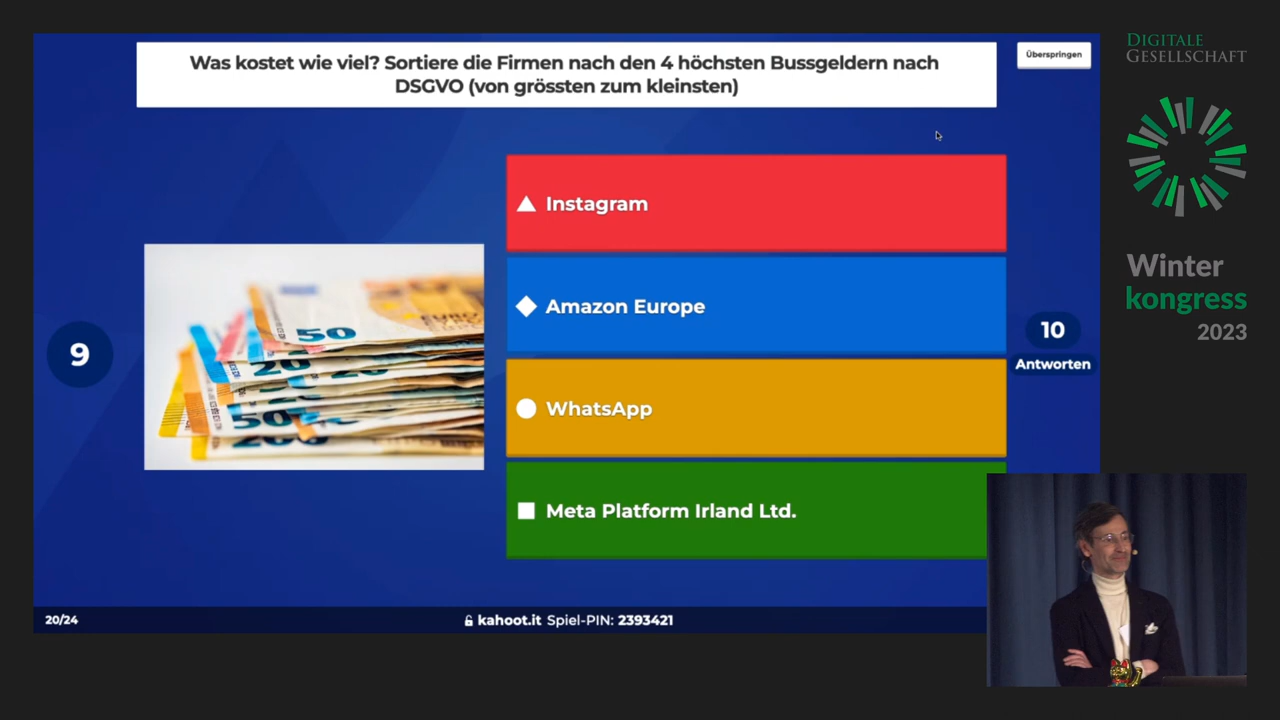 Was kostet wie viel? Sortiere die Firmen nach den 4 höchsten Bussgeldern nach
DSGVO (von grössten zum kleinsten)
Überspringen
DIGITALE
GESELLSCHAFT
Instagram
Amazon Europe
WhatsApp
Meta Platform Irland Ltd.
9
10
Antworten
50
Winter
kongress
2023
20/24
kahoot.it Spiel-PIN: 2393421